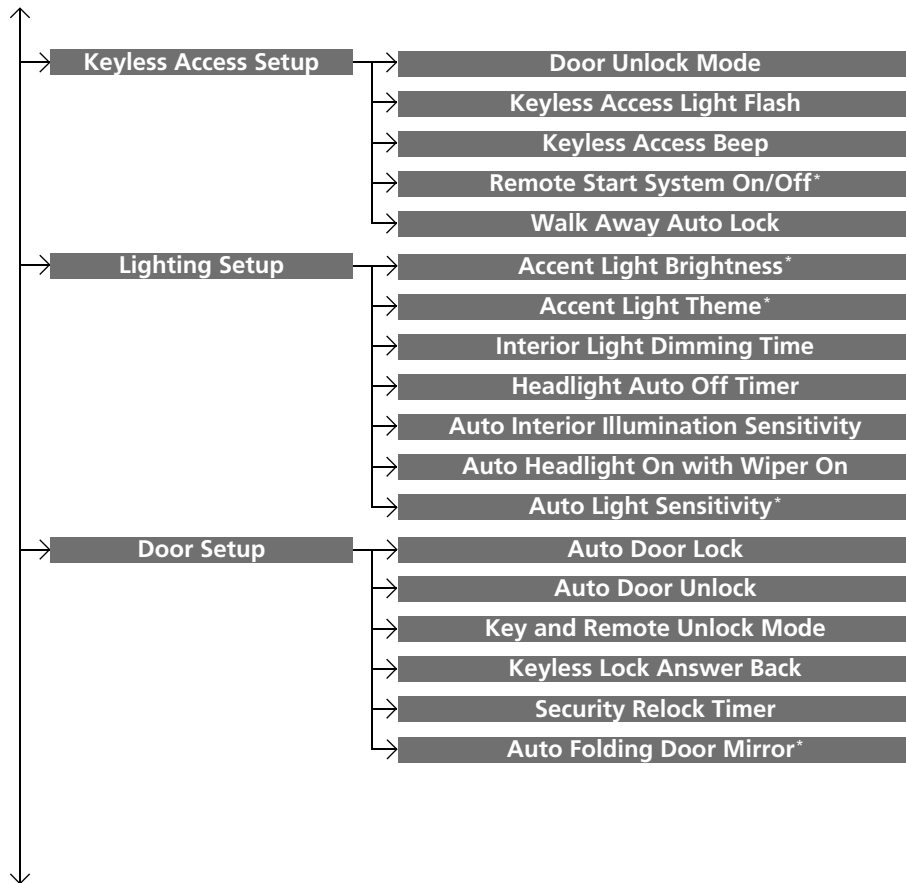 Keyless Access Setup
Door Unlock Mode
Keyless Access Light Flash
Keyless Access Beep
Remote Start System On/Off*
Walk Away Auto Lock
Lighting Setup
Accent Light Brightness*
Accent Light Theme*
Interior Light Dimming Time
Headlight Auto Off Timer
Auto Interior Illumination Sensitivity
Auto Headlight On with Wiper On
Auto Light Sensitivity*
Door Setup
Auto Door Lock
Auto Door Unlock
Key and Remote Unlock Mode
Keyless Lock Answer Back
Security Relock Timer
Auto Folding Door Mirror*